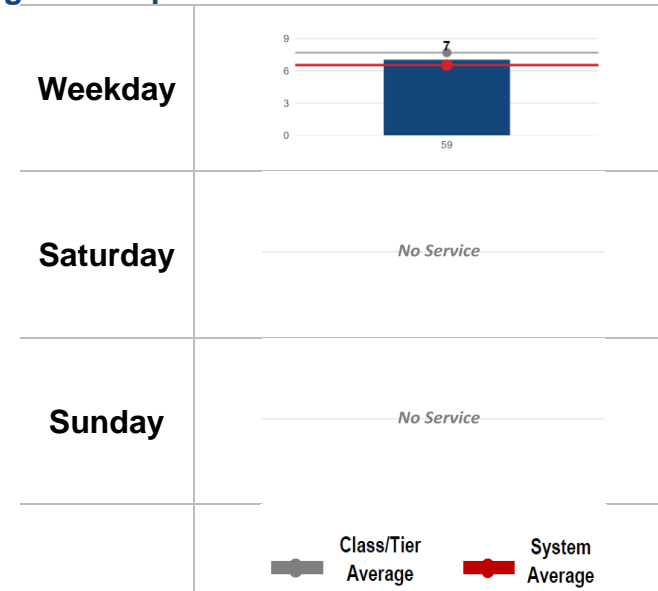 Weekday
9
7
6
3
0
59
Saturday
No Service
Sunday
No Service
Class/Tier
Average
System
Average